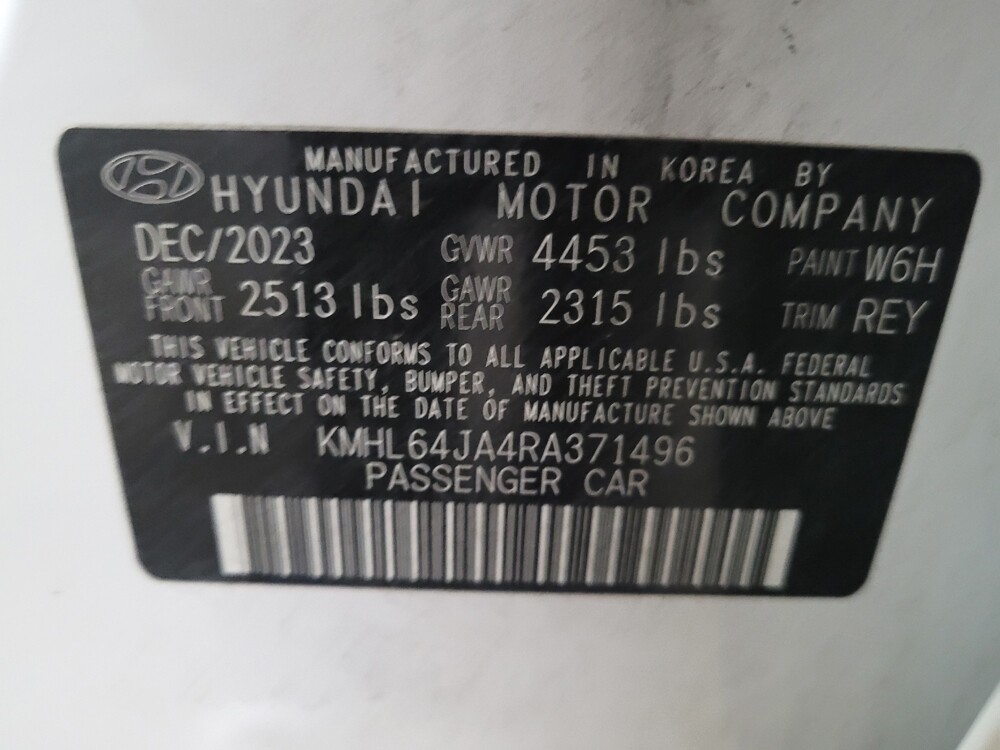 MANUFACTURED IN KOREA BY
HYUNDAI MOTOR COMPANY
DEC/2023 GVWR 4453 lbs PAINT W6H
GAWR FRONT 2513 lbs GAWR REAR 2315 lbs TRIM REY
THIS VEHICLE CONFORMS TO ALL APPLICABLE U.S.A. FEDERAL
MOTOR VEHICLE SAFETY, BUMPER, AND THEFT PREVENTION STANDARDS
IN EFFECT ON THE DATE OF MANUFACTURE SHOWN ABOVE
V.I.N KMHL64JA4RA371496
PASSENGER CAR